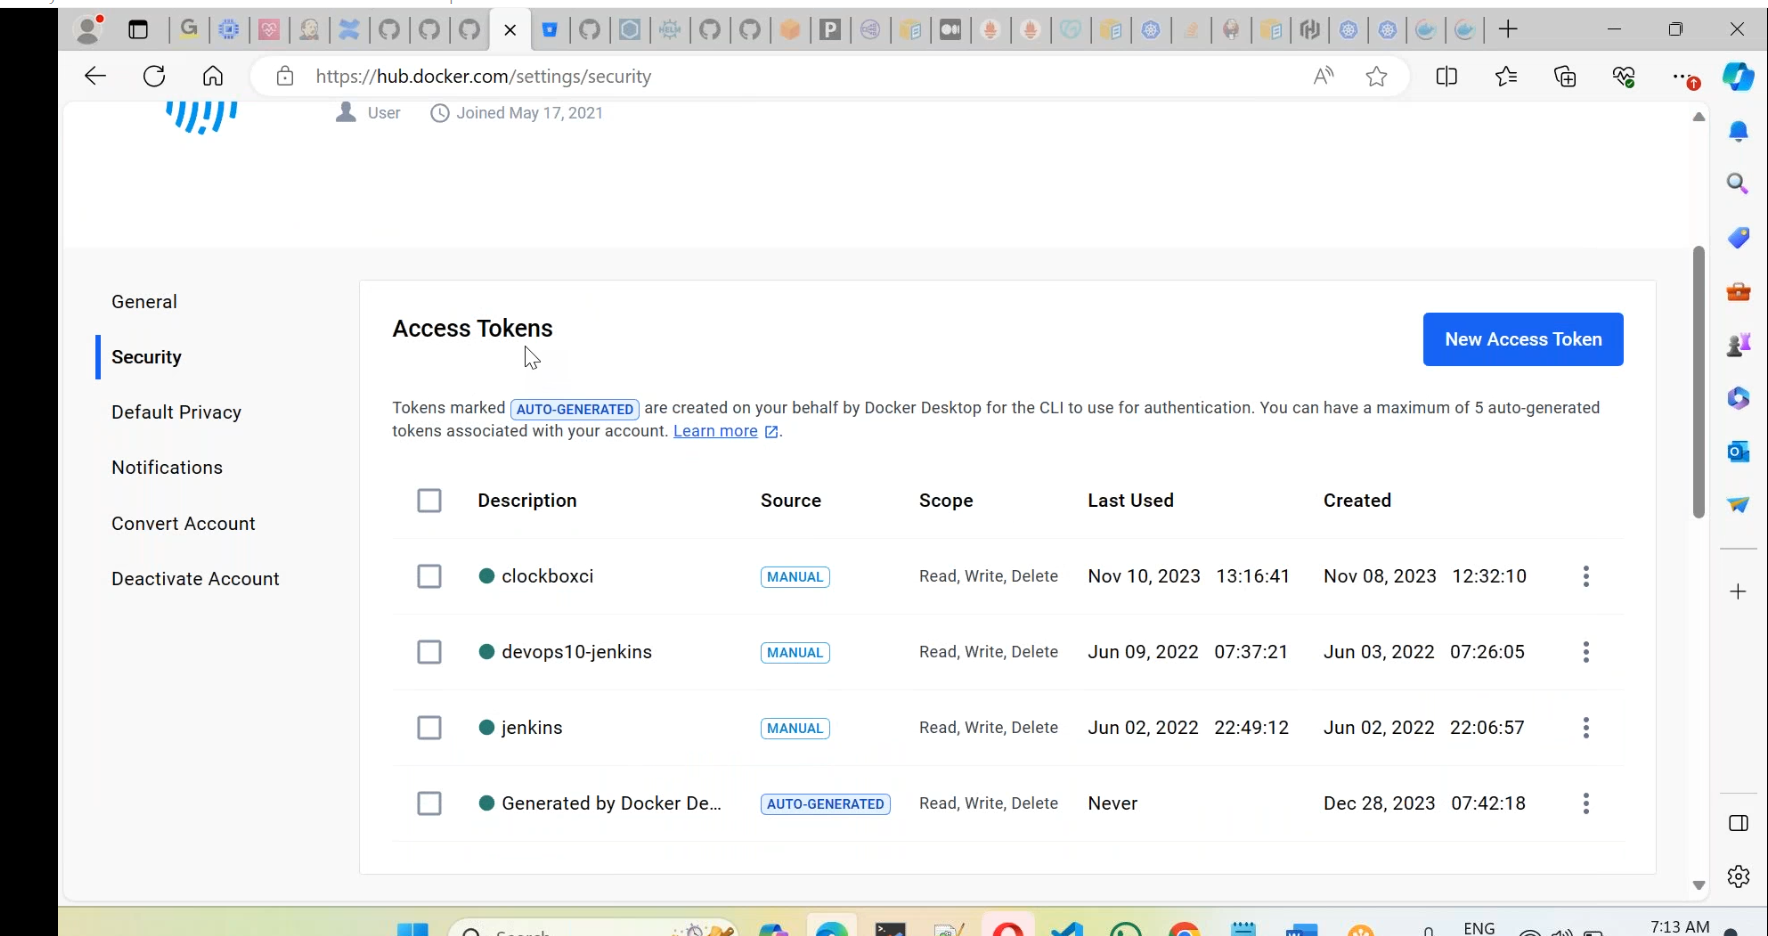 https://hub.docker.com/settings/security
User Joined May 17, 2021
General
Security
Default Privacy
Notifications
Convert Account
Deactivate Account
Access Tokens
New Access Token
Tokens marked AUTO-GENERATED are created on your behalf by Docker Desktop for the CLI to use for authentication. You can have a maximum of 5 auto-generated
tokens associated with your account. Learn more.
Description Source Scope Last Used Created
clockboxci MANUAL Read, Write, Delete Nov 10, 2023 13:16:41 Nov 08, 2023 12:32:10
devops10-jenkins MANUAL Read, Write, Delete Jun 09, 2022 07:37:21 Jun 03, 2022 07:26:05
jenkins MANUAL Read, Write, Delete Jun 02, 2022 22:49:12 Jun 02, 2022 22:06:57
Generated by Docker De... AUTO-GENERATED Read, Write, Delete Never Dec 28, 2023 07:42:18
Search
ENG
7:13 AM